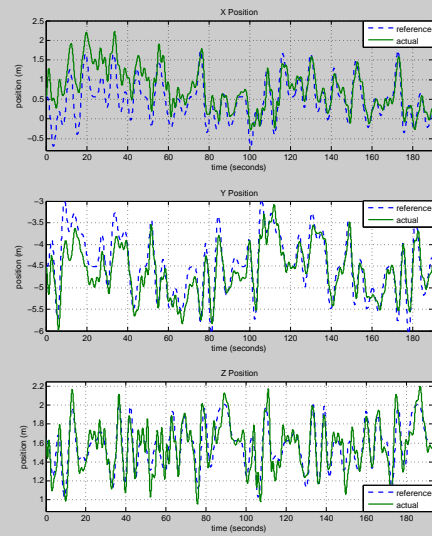 X Position
2.5
2
1.5
1
0.5
0
−0.5
position (m)
0 20 40 60 80 100 120 140 160 180
time (seconds)
reference
actual
Y Position
−3
−3.5
−4
−4.5
−5
−5.5
−6
position (m)
0 20 40 60 80 100 120 140 160 180
time (seconds)
reference
actual
Z Position
2.2
2
1.8
1.6
1.4
1.2
1
position (m)
0 20 40 60 80 100 120 140 160 180
time (seconds)
reference
actual